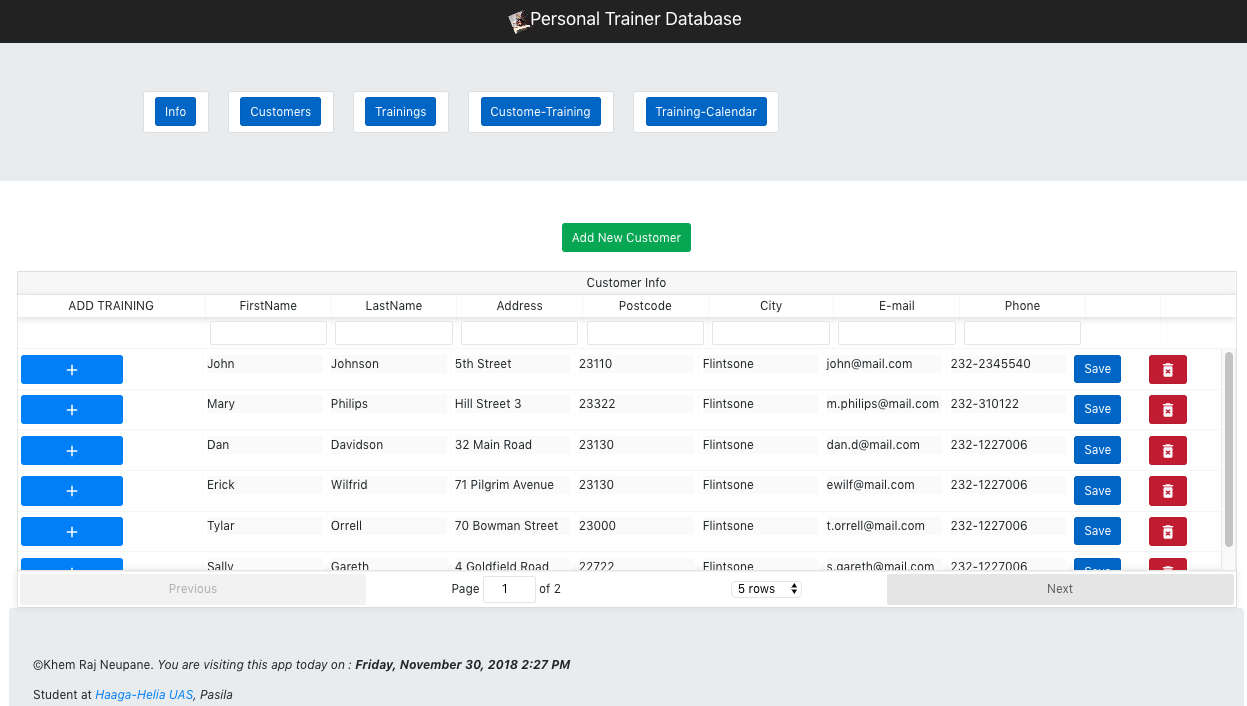 Personal Trainer Database
Info Customers Trainings Custome-Training Training-Calendar
Add New Customer
Customer Info
ADD TRAINING FirstName LastName Address Postcode City E-mail Phone
+ John Johnson 5th Street 23110 Flintsone john@mail.com 232-2345540 Save
+ Mary Philips Hill Street 3 23322 Flintsone m.philips@mail.com 232-310122 Save
+ Dan Davidson 32 Main Road 23130 Flintsone dan.d@mail.com 232-1227006 Save
+ Erick Wilfrid 71 Pilgrim Avenue 23130 Flintsone ewilf@mail.com 232-1227006 Save
+ Tylar Orrell 70 Bowman Street 23000 Flintsone t.orrell@mail.com 232-1227006 Save
Sally Gareth 4 Goldfield Road 22722 Flintsone s.gareth@mail.com 232-1227006 Save
Previous Page 1 of 2 5 rows Next
©Khem Raj Neupane. You are visiting this app today on : Friday, November 30, 2018 2:27 PM
Student at Haaga-Helia UAS, Pasila